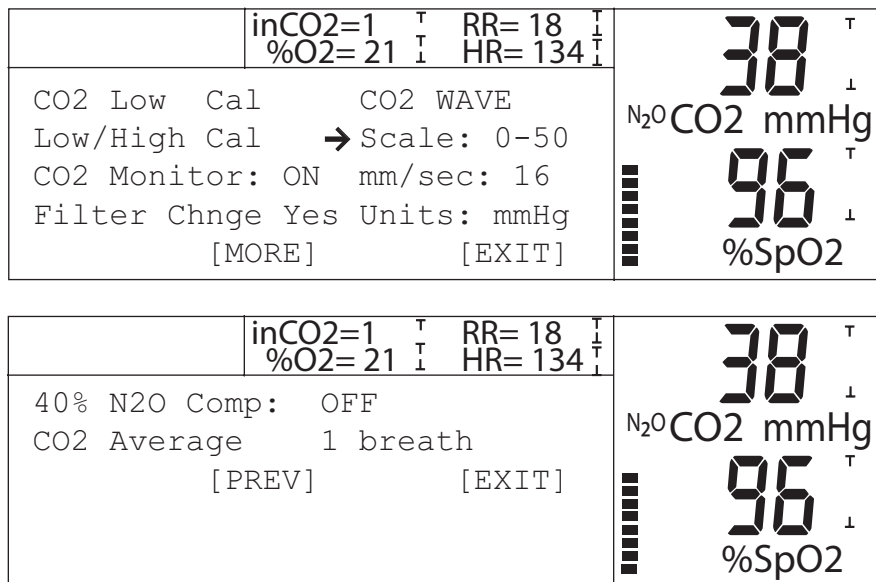 inCO2=1 RR= 18
%O2= 21 HR= 134
38
N2O CO2 mmHg
96
%SpO2
CO2 Low Cal CO2 WAVE
Low/High Cal →Scale: 0-50
CO2 Monitor: ON mm/sec: 16
Filter Chnge Yes Units: mmHg
[MORE] [EXIT]
inCO2=1 RR= 18
%O2= 21 HR= 134
38
N2O CO2 mmHg
96
%SpO2
40% N2O Comp: OFF
CO2 Average 1 breath
[PREV] [EXIT]